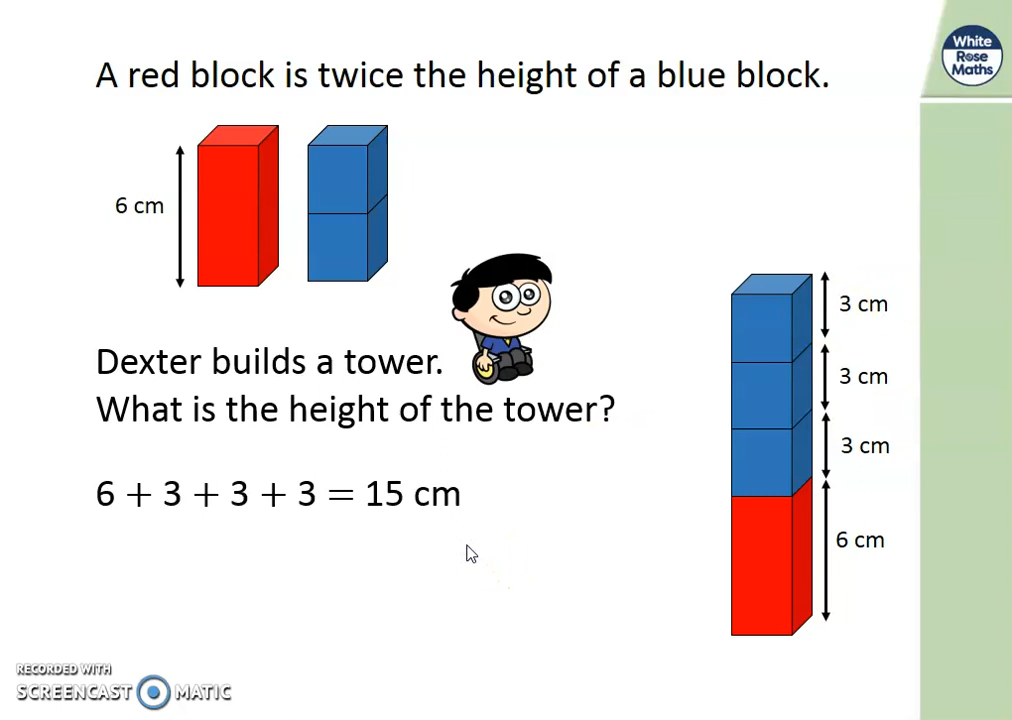 White
Rose
Maths
A red block is twice the height of a blue block.
6 cm
3 cm
3 cm
3 cm
6 cm
Dexter builds a tower.
What is the height of the tower?
6 + 3 + 3 + 3 = 15 cm
RECORDED WITH
SCREENCAST MATIC